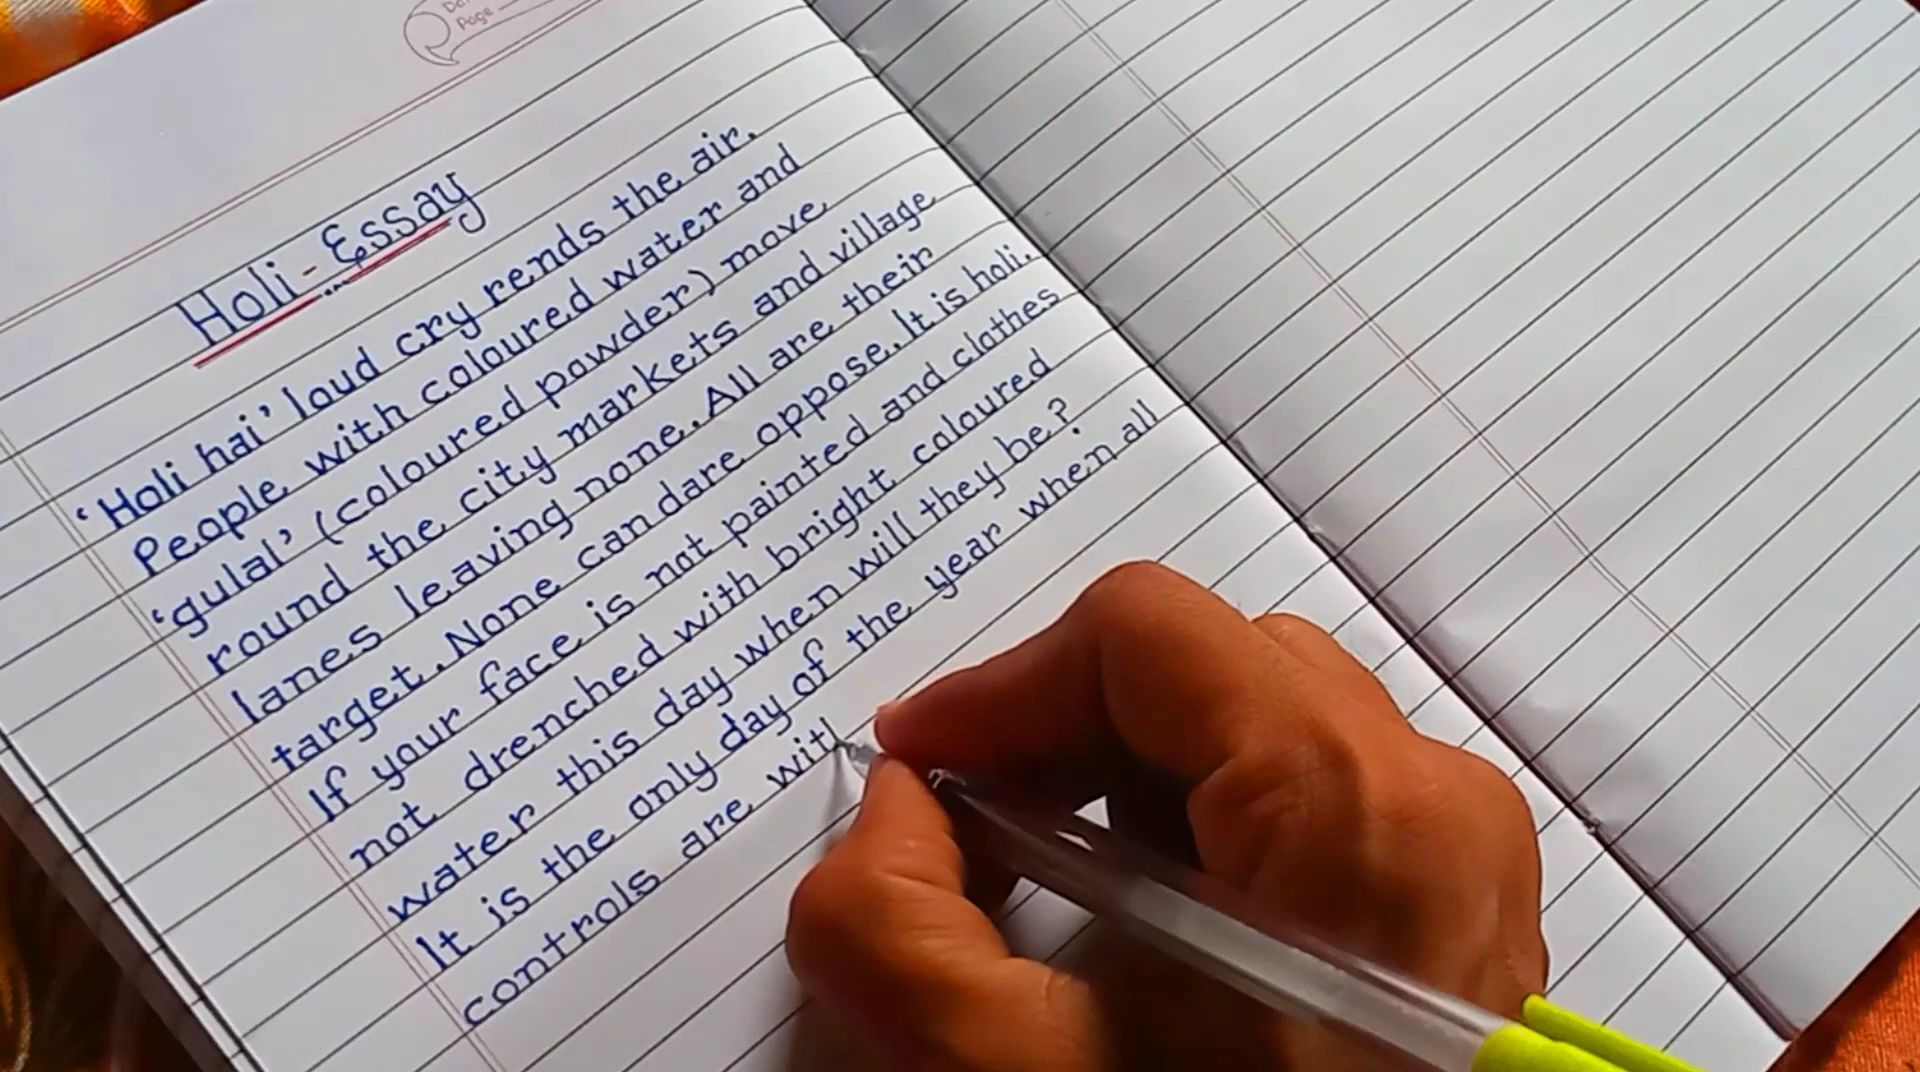 Date
Page
Holi - Essay
'Holi hai' loud cry rends the air.
People with coloured water and
'gulal' (coloured powder) move
round the city markets and village
lanes leaving none. All are their
target. None can dare oppose. It is holi.
If your face is not painted and clothes
not drenched with bright coloured
water this day when will they be?
It is the only day of the year when all
controls are with